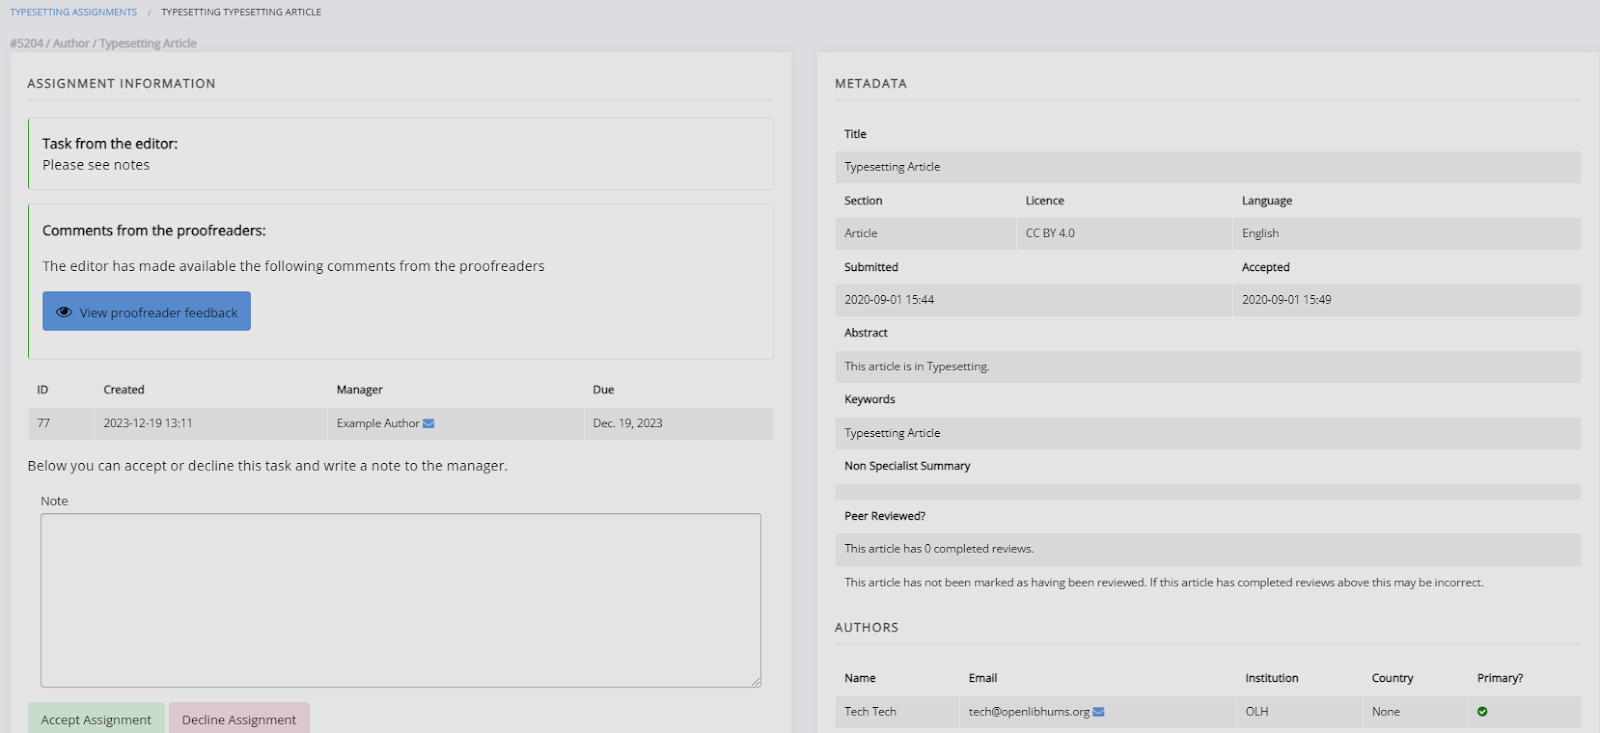 TYPESETTING ASSIGNMENTS / TYPESETTING TYPESETTING ARTICLE
#5204 / Author / Typesetting Article
ASSIGNMENT INFORMATION
Task from the editor:
Please see notes
Comments from the proofreaders:
The editor has made available the following comments from the proofreaders
View proofreader feedback
ID Created Manager Due
77 2023-12-19 13:11 Example Author Dec. 19, 2023
Below you can accept or decline this task and write a note to the manager.
Note
Accept Assignment Decline Assignment
METADATA
Title
Typesetting Article
Section Licence Language
Article CC BY 4.0 English
Submitted Accepted
2020-09-01 15:44 2020-09-01 15:49
Abstract
This article is in Typesetting.
Keywords
Typesetting Article
Non Specialist Summary
Peer Reviewed?
This article has 0 completed reviews.
This article has not been marked as having been reviewed. If this article has completed reviews above this may be incorrect.
AUTHORS
Name Email Institution Country Primary?
Tech Tech tech@openlibhums.org OLH None